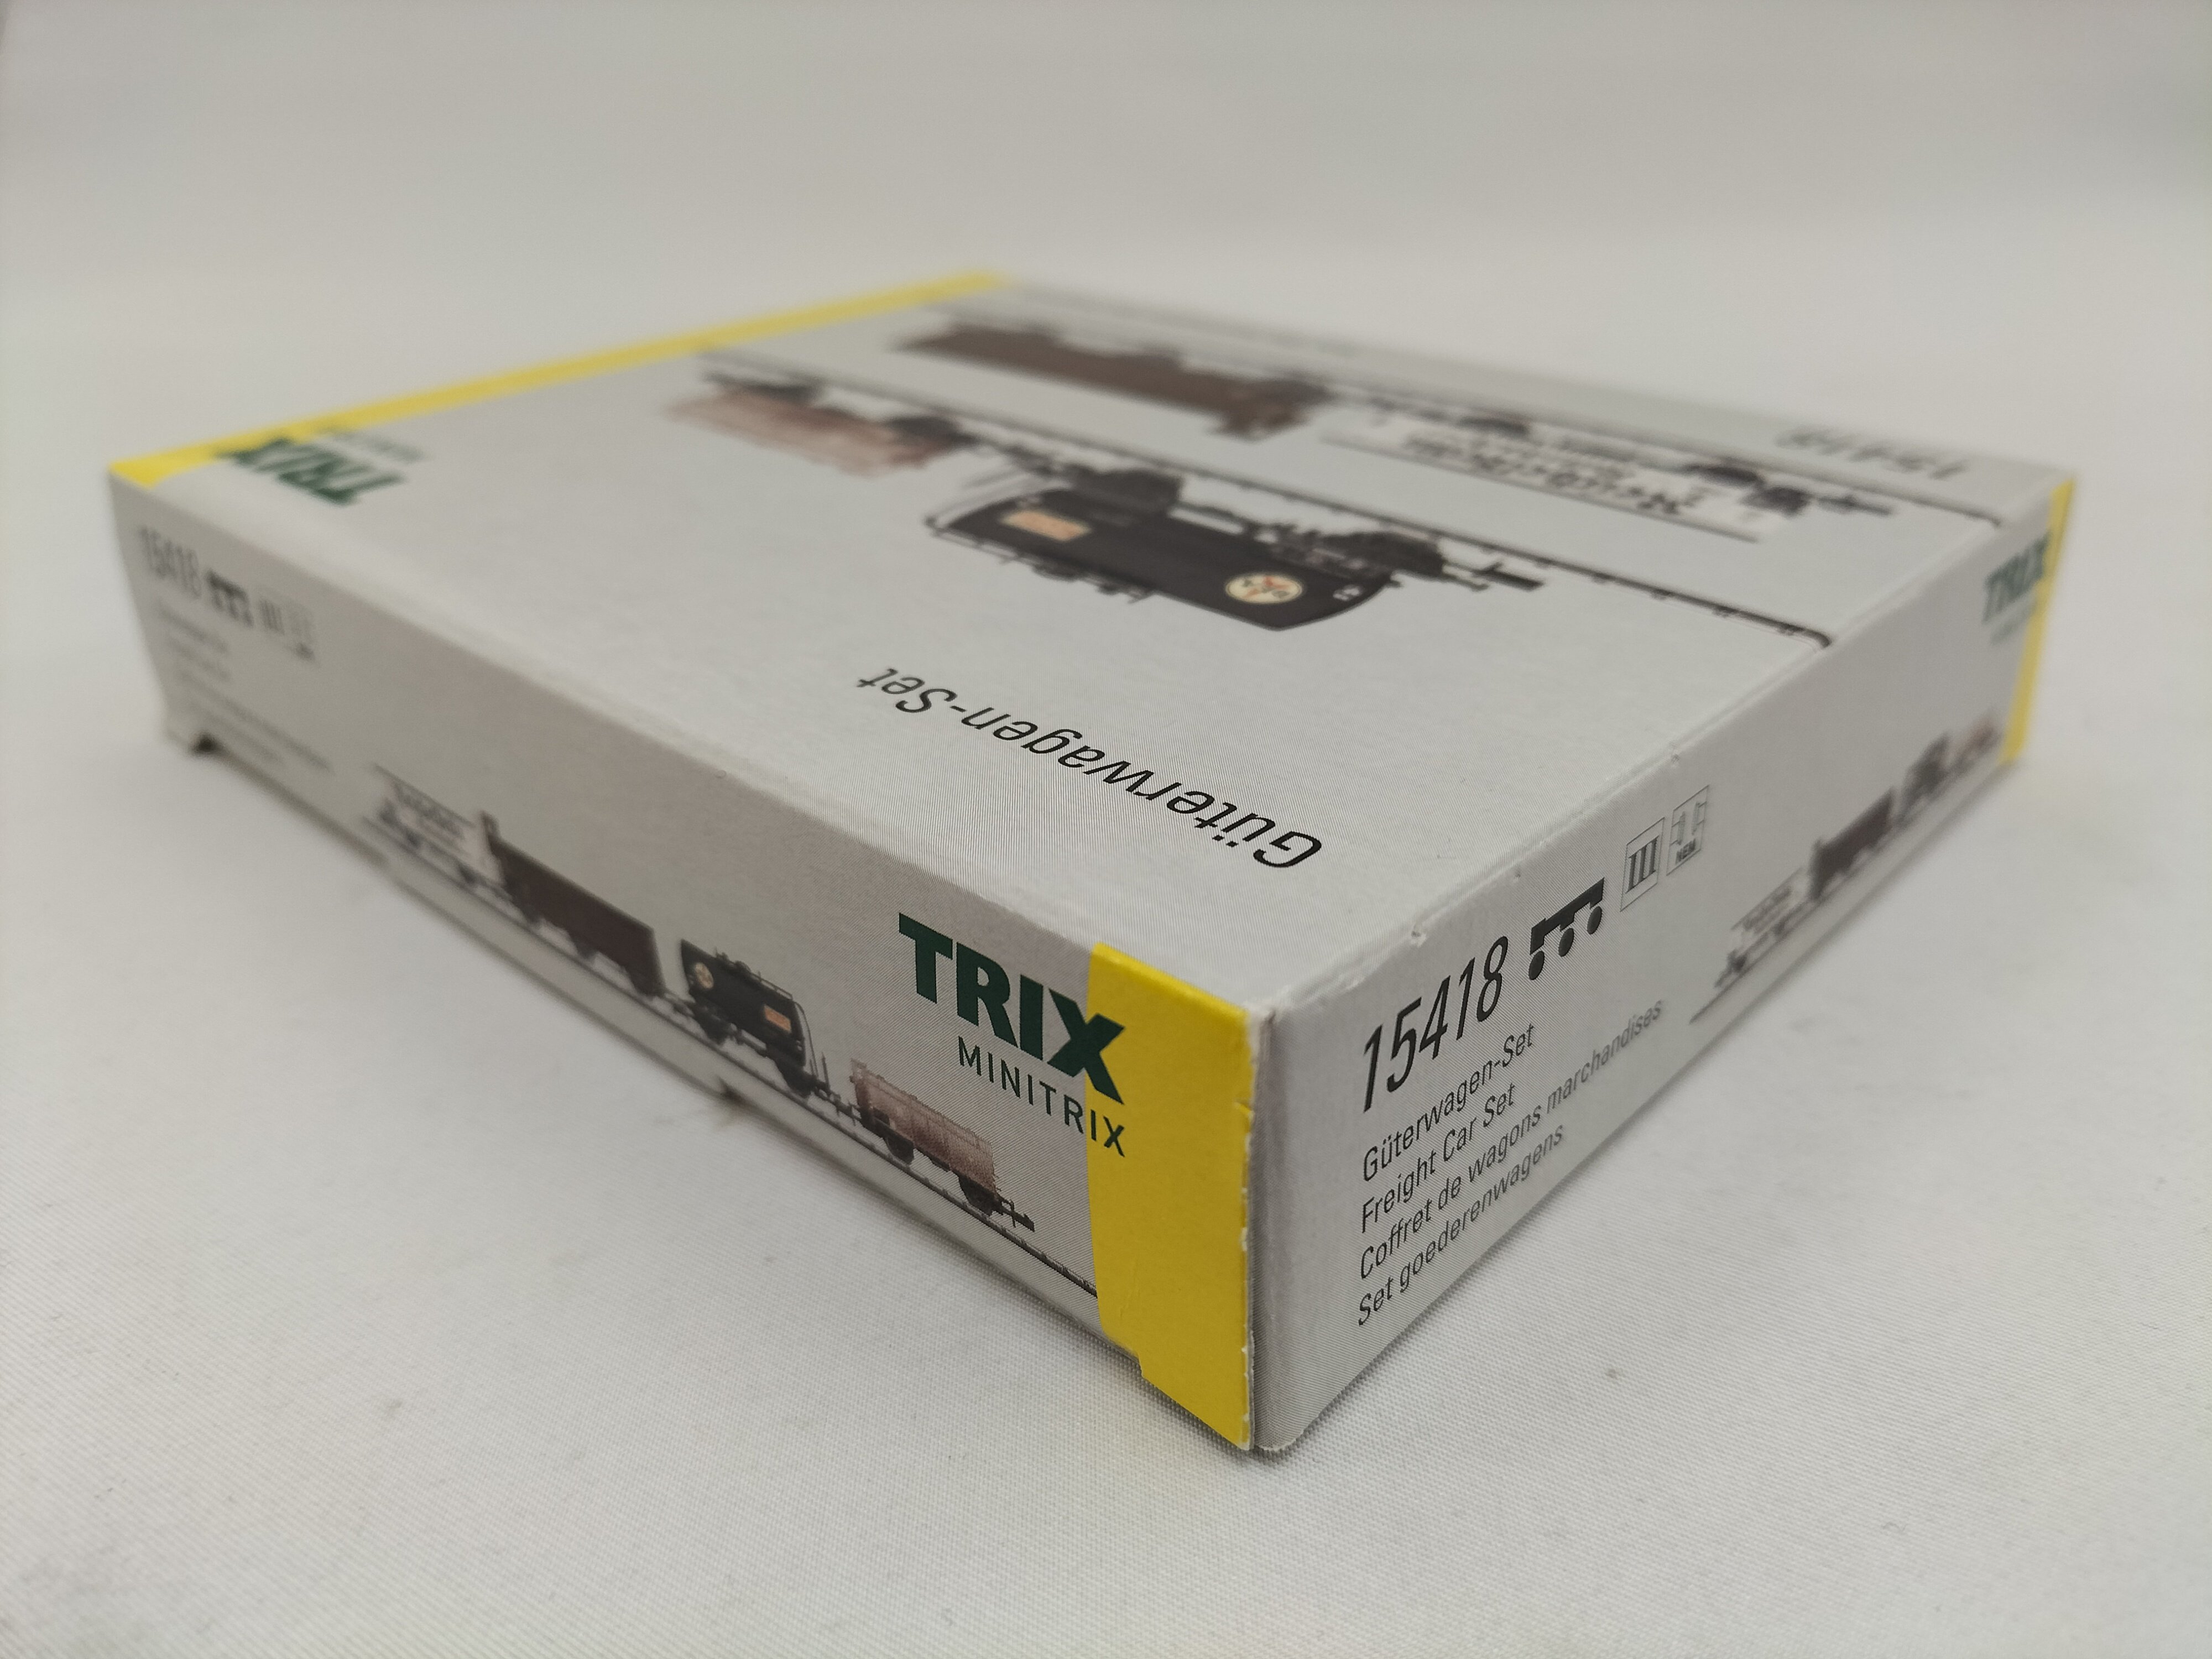 TRIX
15418
Güterwagen-Set
15418
TRIX
MINITRIX
15418
III
NEM
Güterwagen-Set
Freight Car Set
Coffret de wagons marchandises
Set goederenwagens
TRIX